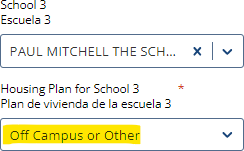 School 3
Escuela 3
PAUL MITCHELL THE SCH...
Housing Plan for School 3 *
Plan de vivienda de la escuela 3
Off Campus or Other